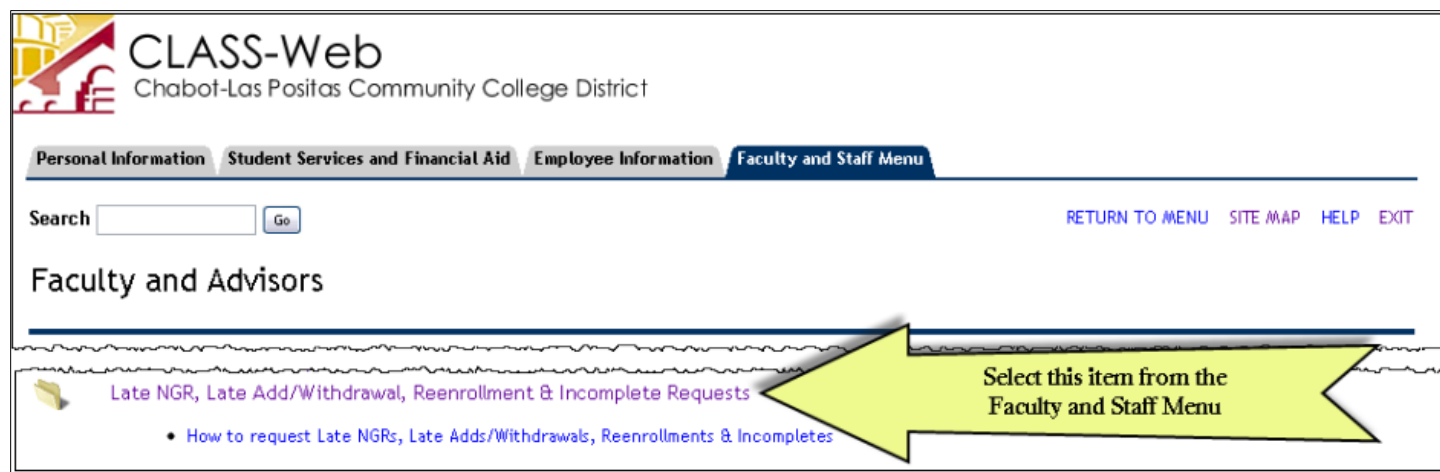 CLASS-Web
Chabot-Las Positas Community College District
Personal Information Student Services and Financial Aid Employee Information Faculty and Staff Menu
Search Go RETURN TO MENU SITE MAP HELP EXIT
Faculty and Advisors
Late NGR, Late Add/Withdrawal, Reenrollment & Incomplete Requests
Select this item from the
Faculty and Staff Menu
• How to request Late NGRs, Late Adds/Withdrawals, Reenrollments & Incompletes